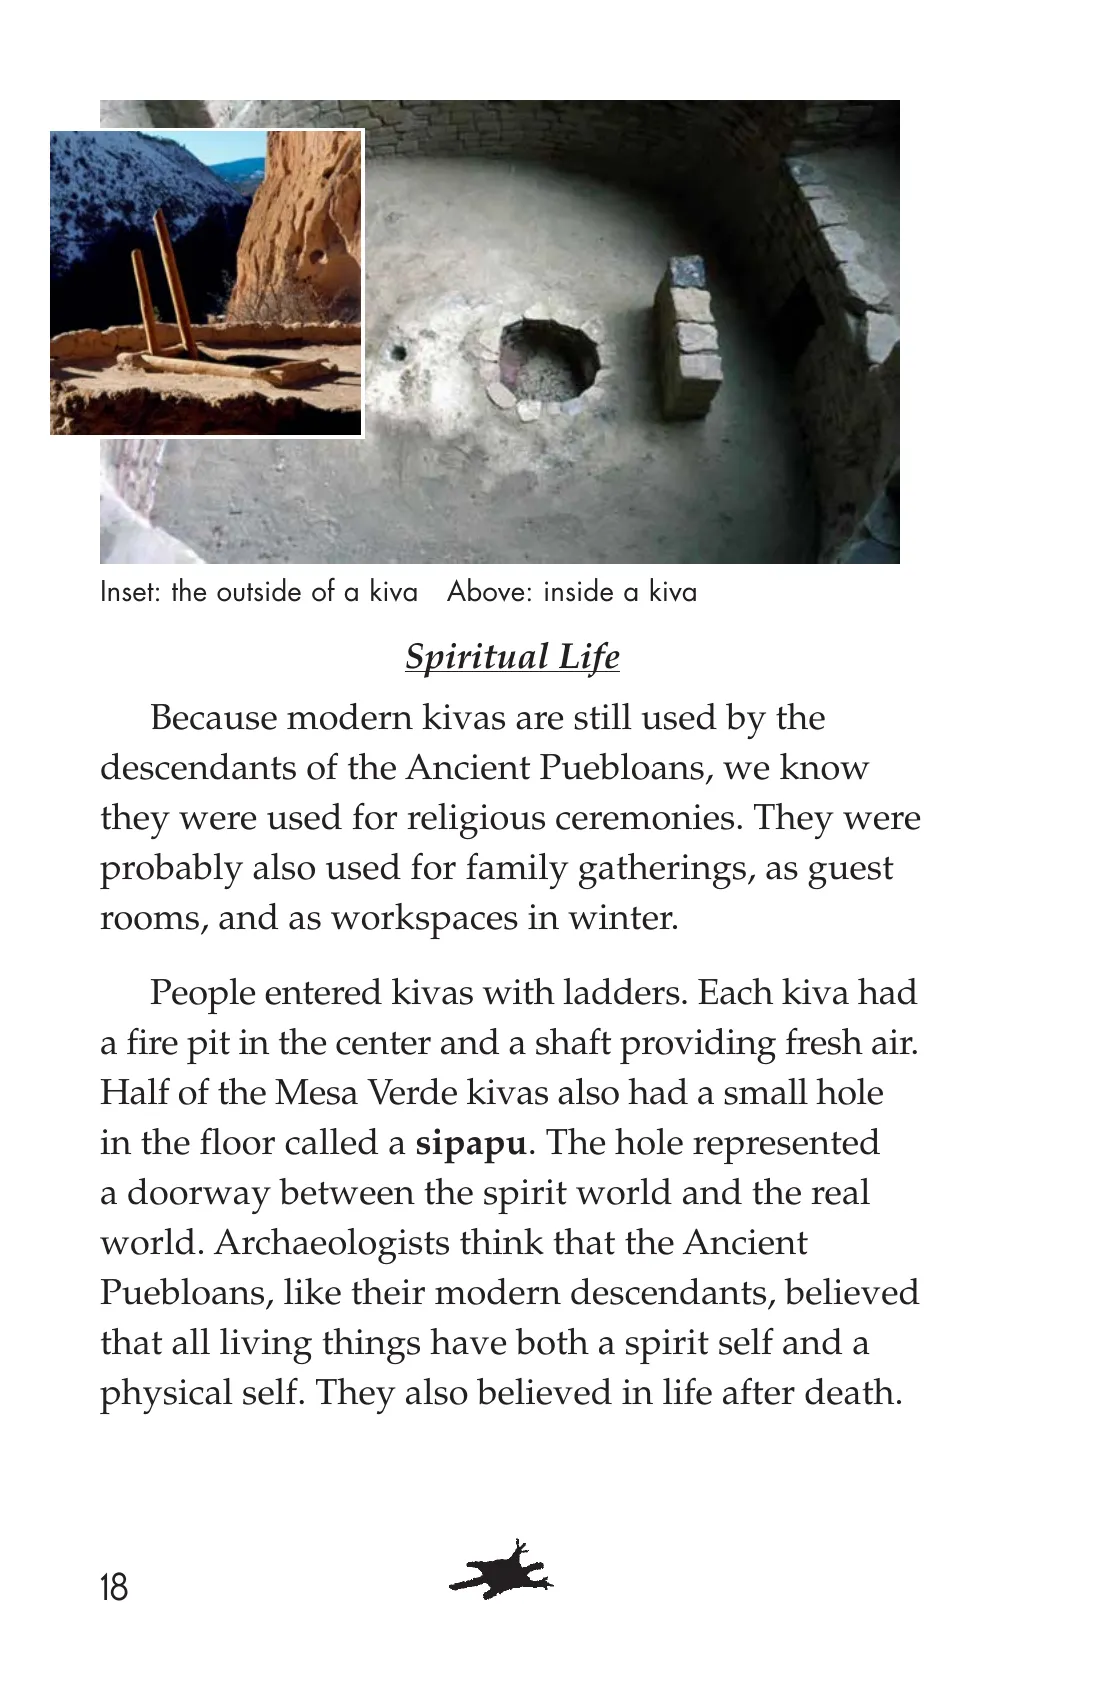 Inset: the outside of a kiva Above: inside a kiva
Spiritual Life
Because modern kivas are still used by the
descendants of the Ancient Puebloans, we know
they were used for religious ceremonies. They were
probably also used for family gatherings, as guest
rooms, and as workspaces in winter.
People entered kivas with ladders. Each kiva had
a fire pit in the center and a shaft providing fresh air.
Half of the Mesa Verde kivas also had a small hole
in the floor called a sipapu. The hole represented
a doorway between the spirit world and the real
world. Archaeologists think that the Ancient
Puebloans, like their modern descendants, believed
that all living things have both a spirit self and a
physical self. They also believed in life after death.
18